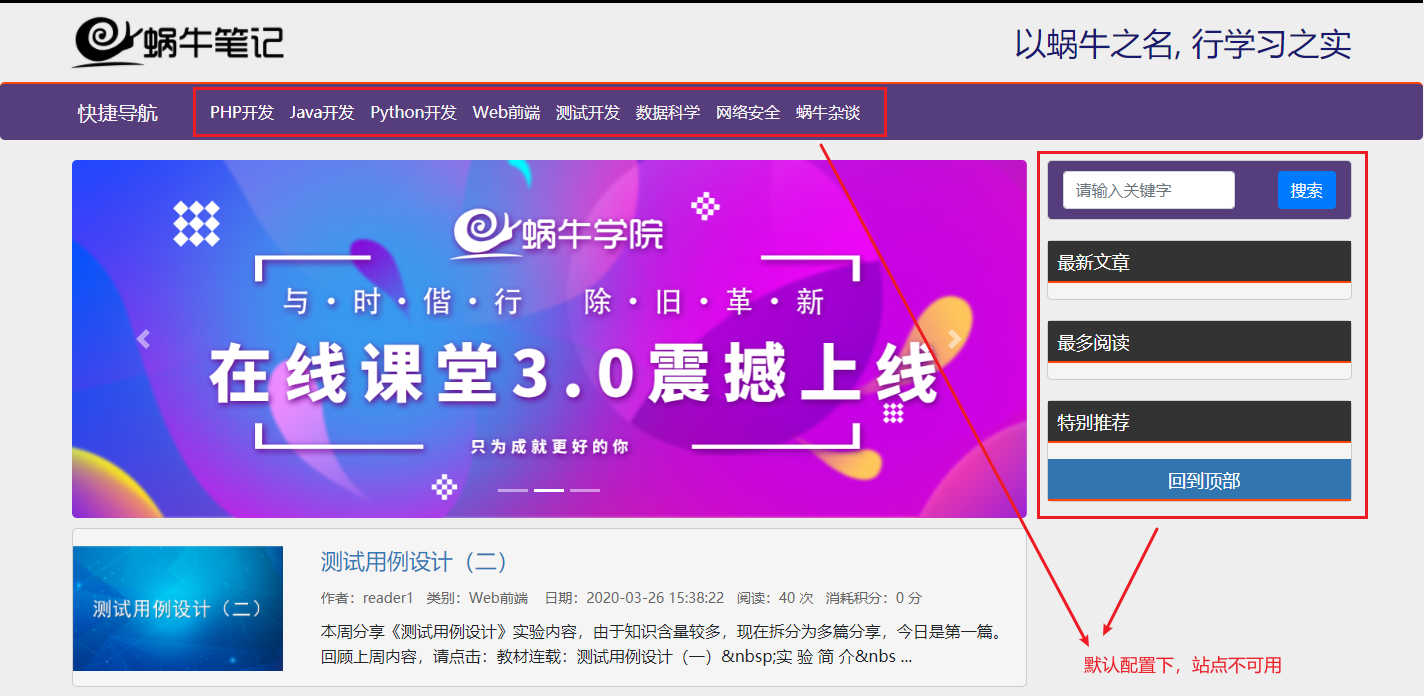 蜗牛笔记
以蜗牛之名, 行学习之实
快捷导航 PHP开发 Java开发 Python开发 Web前端 测试开发 数据科学 网络安全 蜗牛杂谈
蜗牛学院
与·时·偕·行 除·旧·革·新
在线课堂3.0震撼上线
只为成就更好的你
请输入关键字 搜索
最新文章
最多阅读
特别推荐
回到顶部
测试用例设计（二）
测试用例设计（二）
作者：reader1 类别：Web前端 日期：2020-03-26 15:38:22 阅读：40 次 消耗积分：0 分
本周分享《测试用例设计》实验内容，由于知识含量较多，现在拆分为多篇分享，今日是第一篇。
回顾上周内容，请点击：教材连载：测试用例设计（一）&nbsp;实 验 简 介&nbs ...
默认配置下，站点不可用